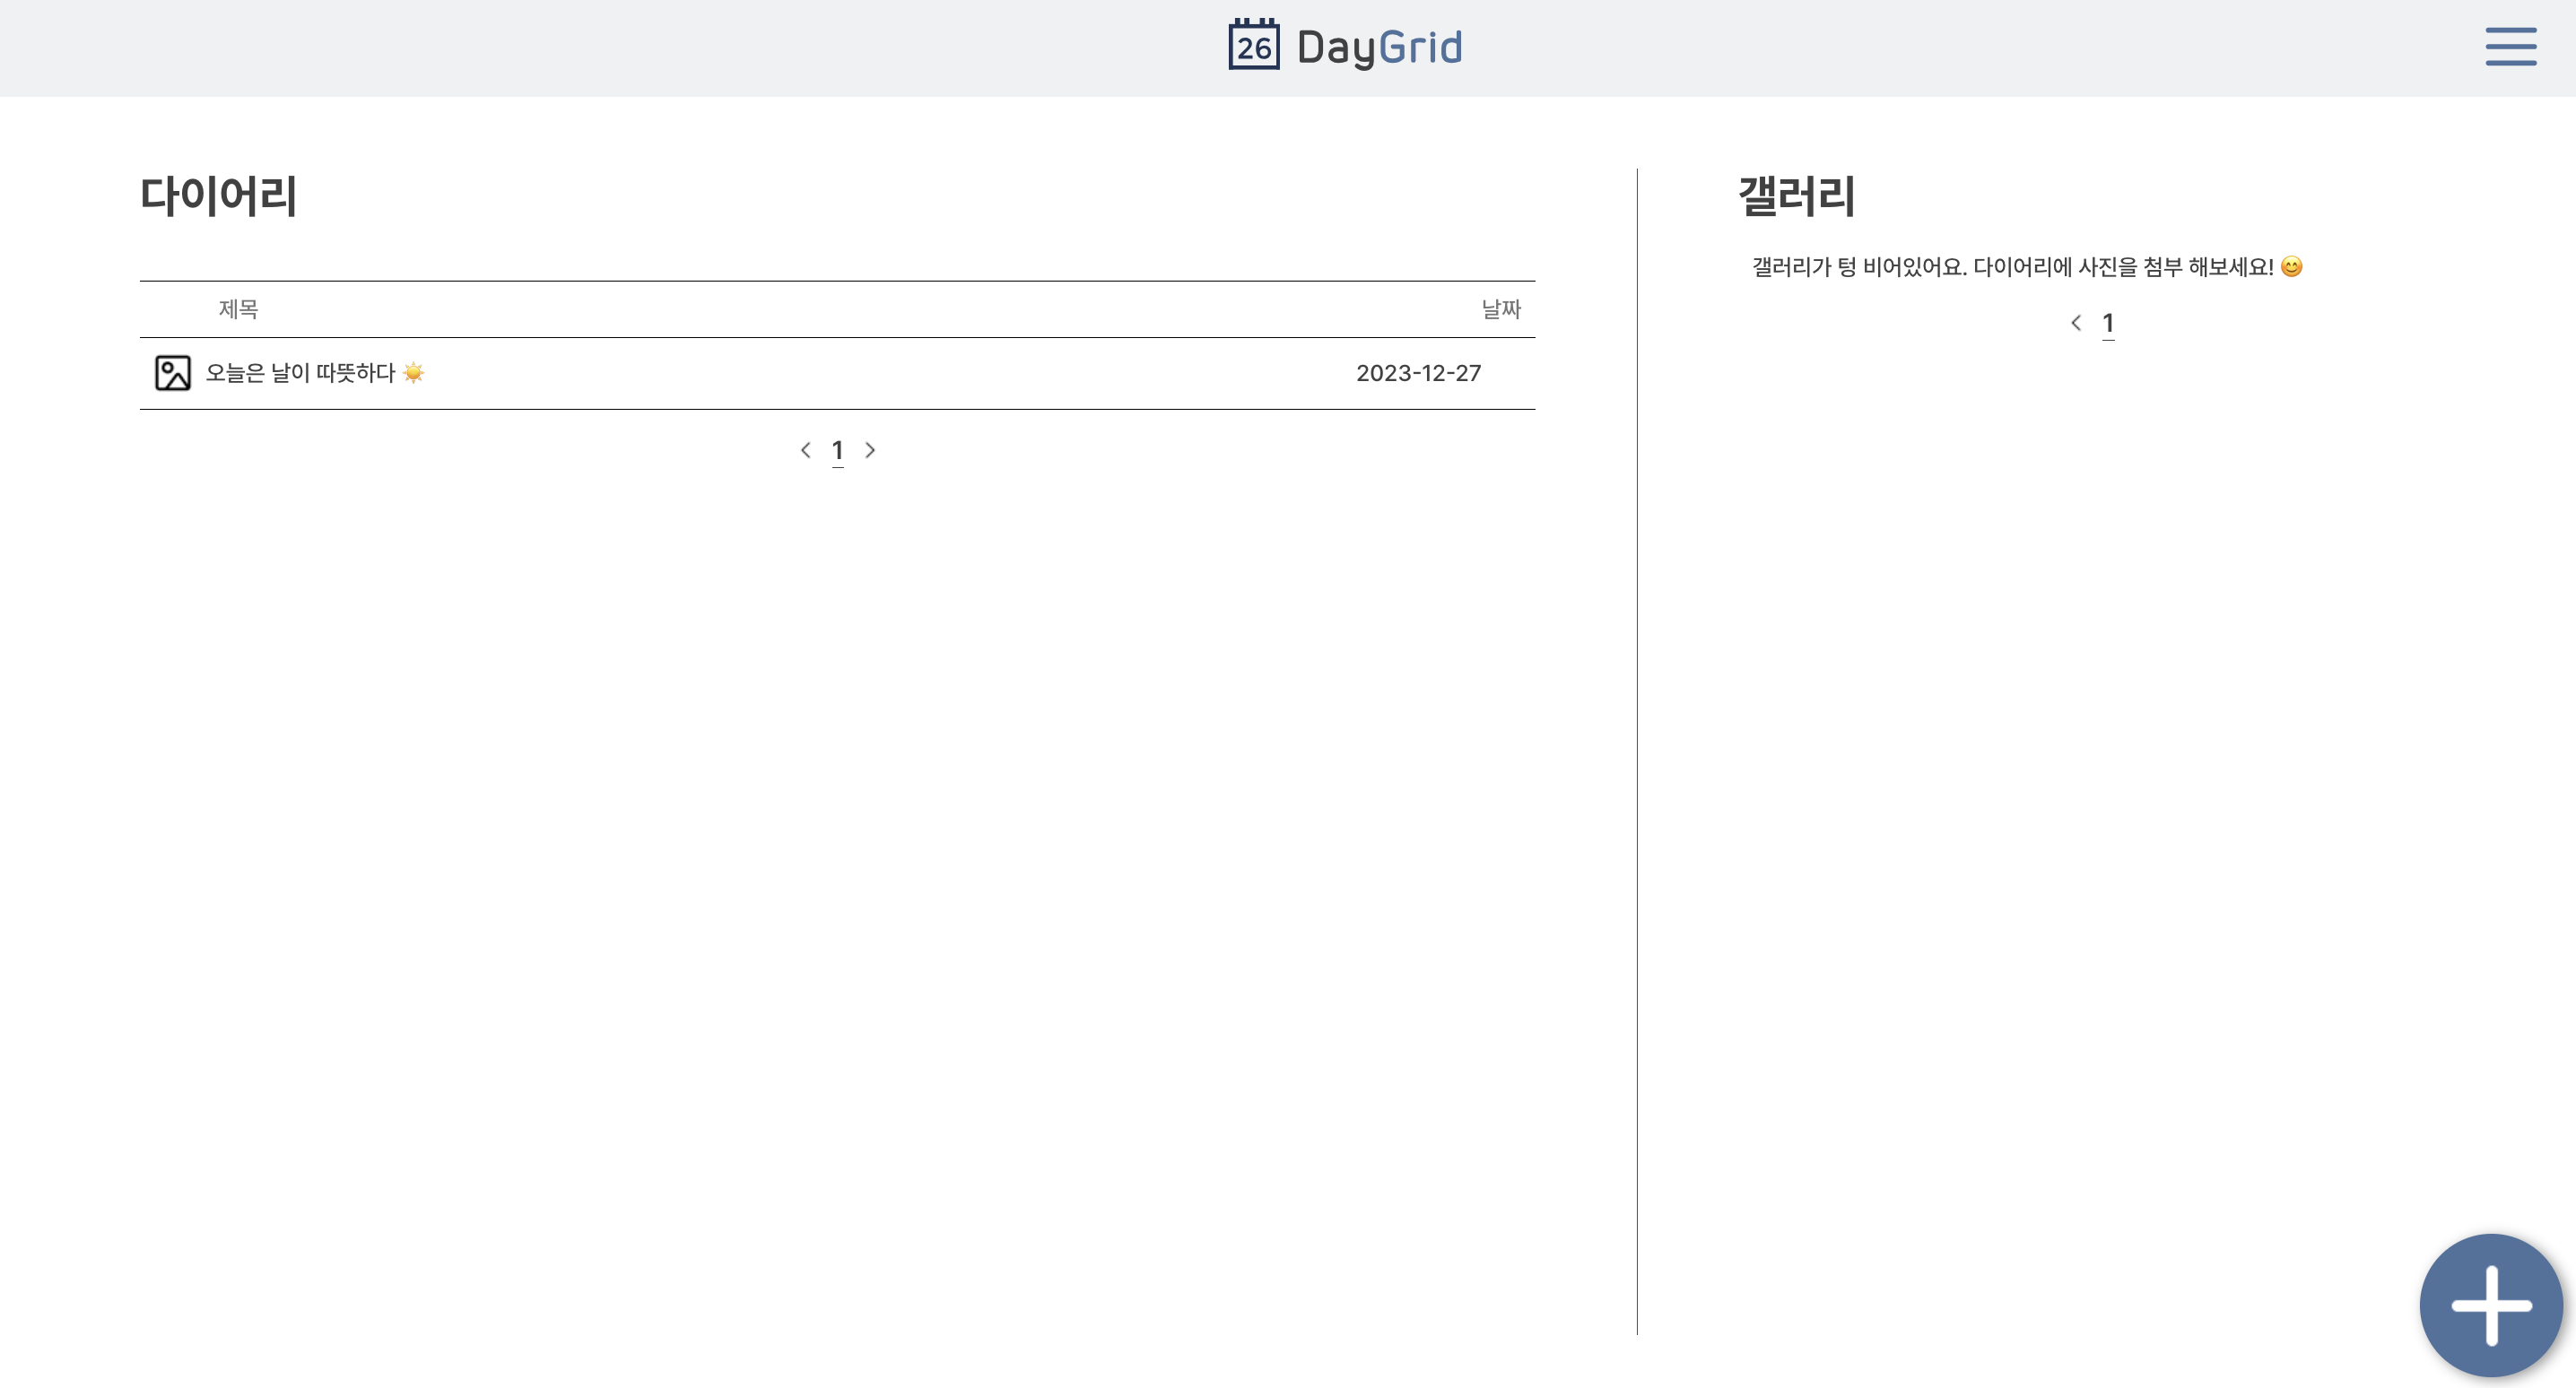 26 DayGrid
다이어리
제목 날짜
오늘은 날이 따뜻하다 ☀️ 2023-12-27
< 1 >
갤러리
갤러리가 텅 비어있어요. 다이어리에 사진을 첨부 해보세요! 😊
< 1